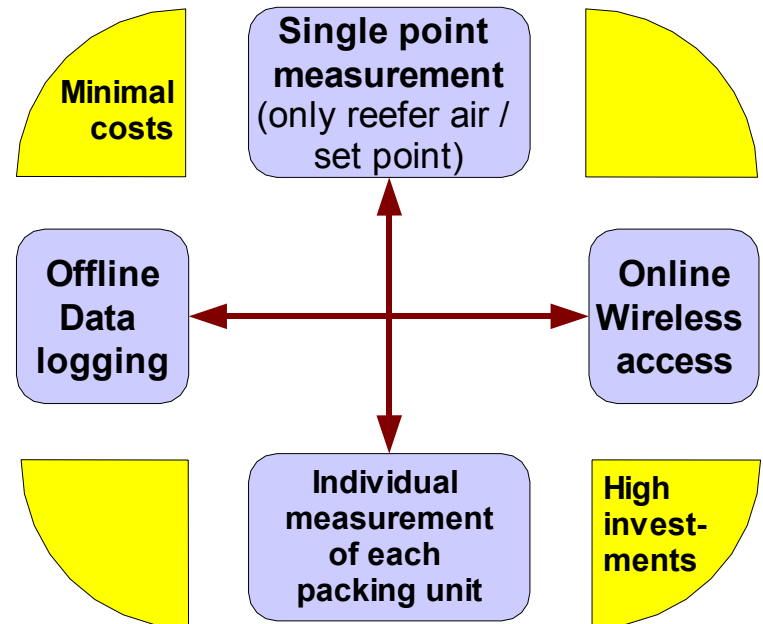 Single point
measurement
(only reefer air /
set point)
Minimal
costs
Offline
Data
logging
Online
Wireless
access
Individual
measurement
of each
packing unit
High
invest-
ments